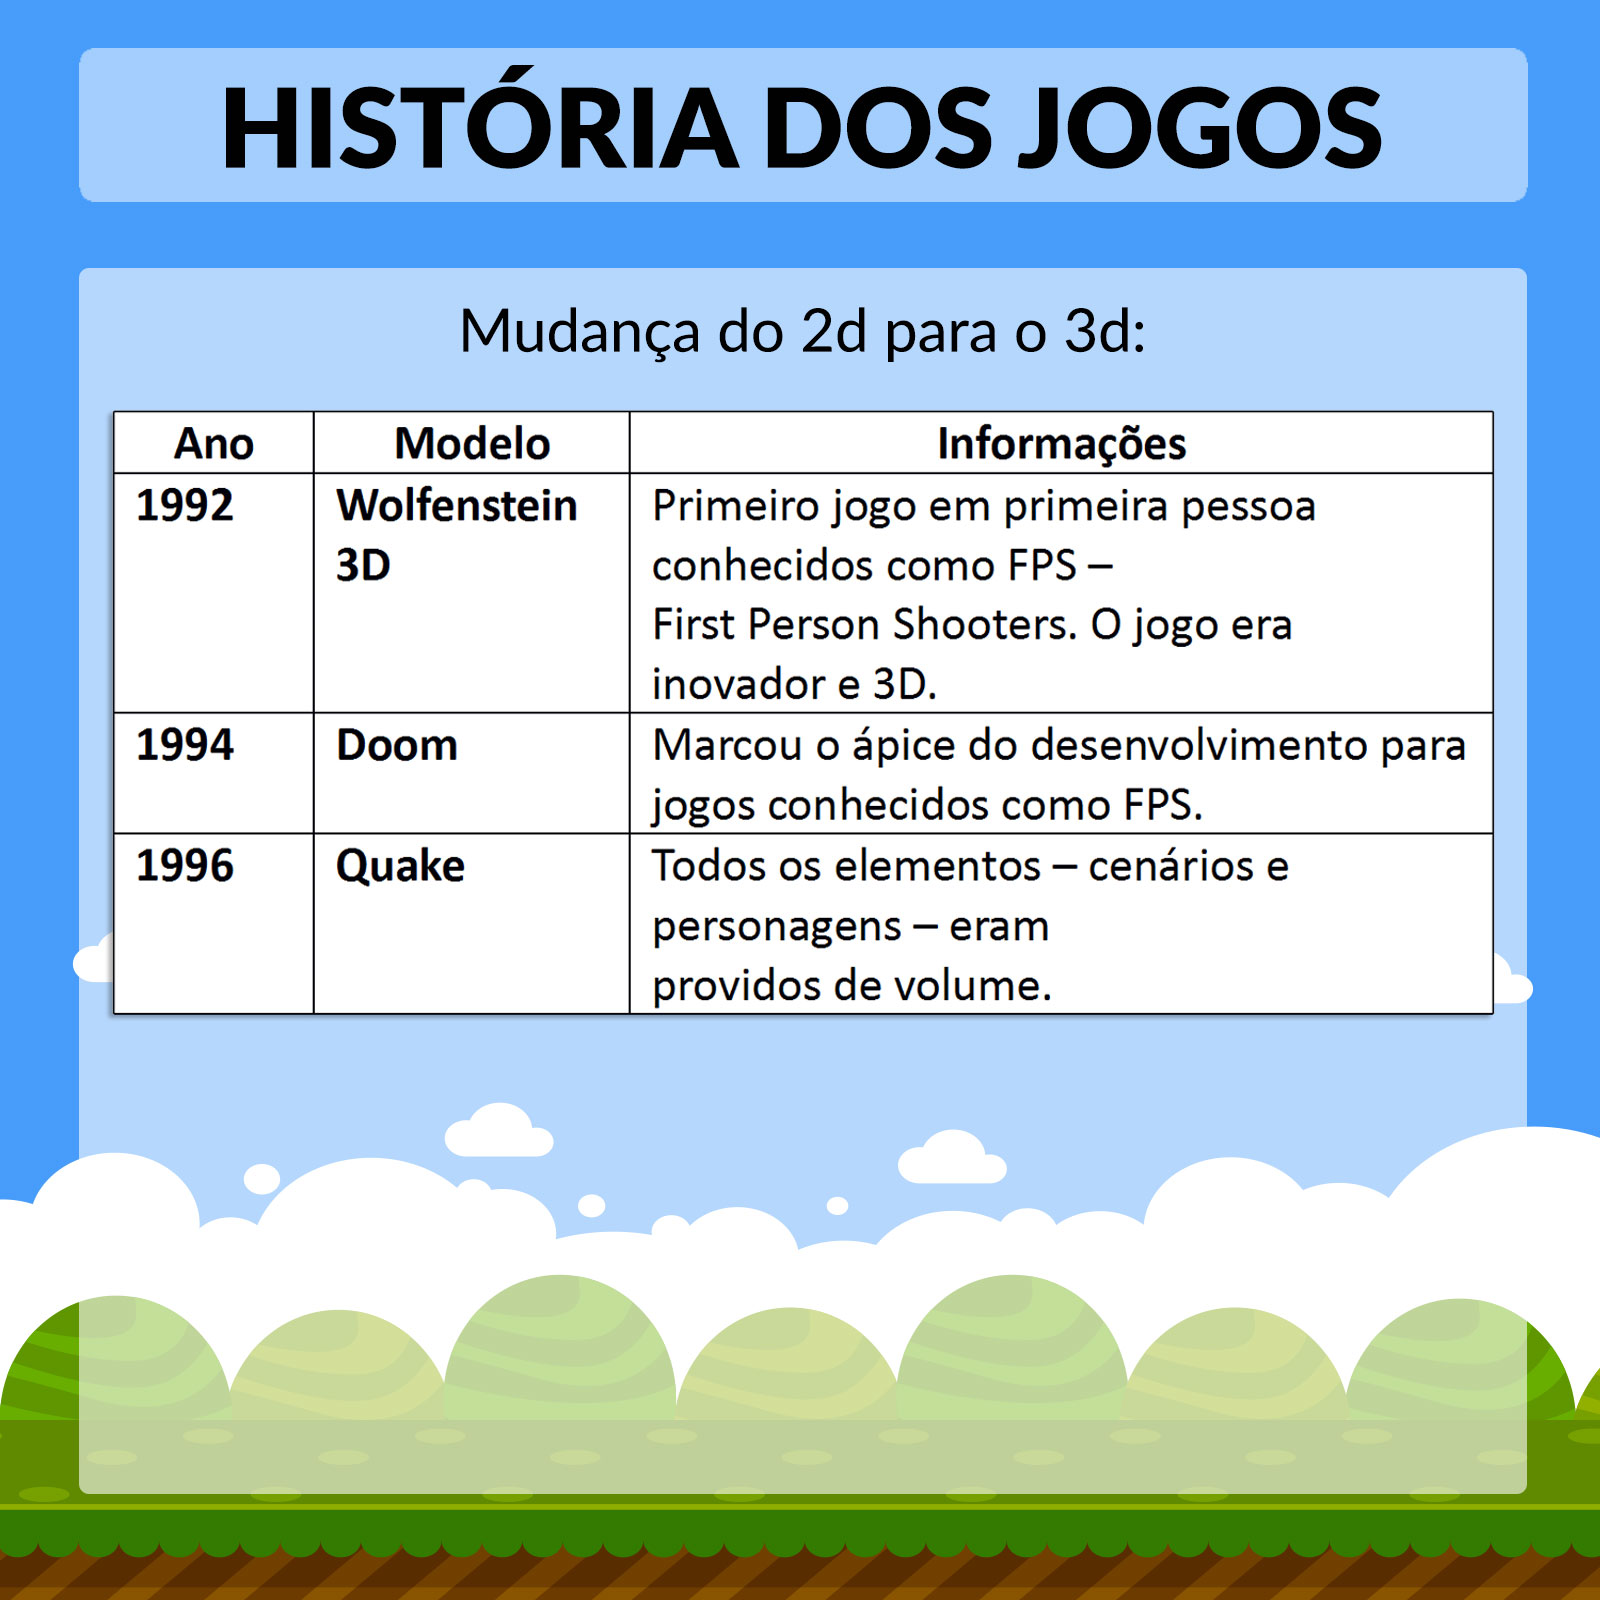 HISTÓRIA DOS JOGOS
Mudança do 2d para o 3d:
Ano Modelo Informações
1992 Wolfenstein 3D Primeiro jogo em primeira pessoa
conhecidos como FPS –
First Person Shooters. O jogo era
inovador e 3D.
1994 Doom Marcou o ápice do desenvolvimento para
jogos conhecidos como FPS.
1996 Quake Todos os elementos – cenários e
personagens – eram
providos de volume.